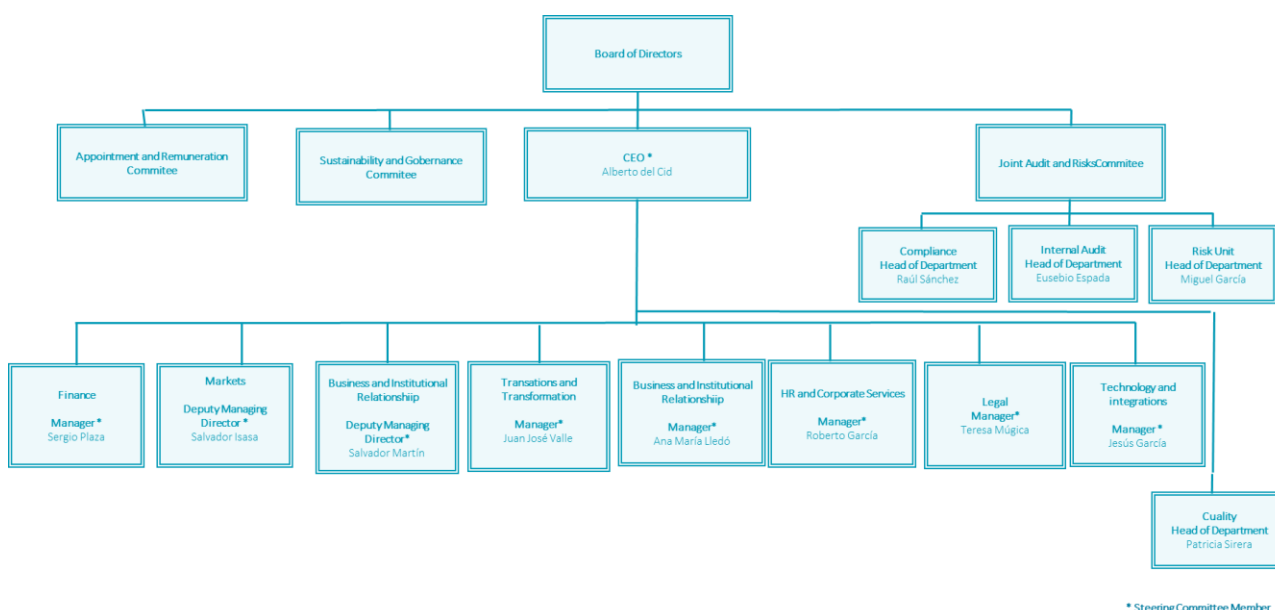 Board of Directors
Appointment and Remuneration
Commitee
Sustainability and Gobernance
Commitee
CEO *
Alberto del Cid
Joint Audit and RisksCommitee
Compliance
Head of Department
Raúl Sánchez
Internal Audit
Head of Department
Eusebio Espada
Risk Unit
Head of Department
Miguel García
Finance
Manager *
Sergio Plaza
Markets
Deputy Managing
Director *
Salvador Isasa
Business and Institutional
Relationshiip
Deputy Managing
Director*
Salvador Martín
Transations and
Transformation
Manager*
Juan José Valle
Business and Institutional
Relationshiip
Manager*
Ana María Lledó
HR and Corporate Services
Manager*
Roberto García
Legal
Manager*
Teresa Múgica
Technology and
integrations
Manager *
Jesús García
Cuality
Head of Department
Patricia Sirera
* Steering Committee Member